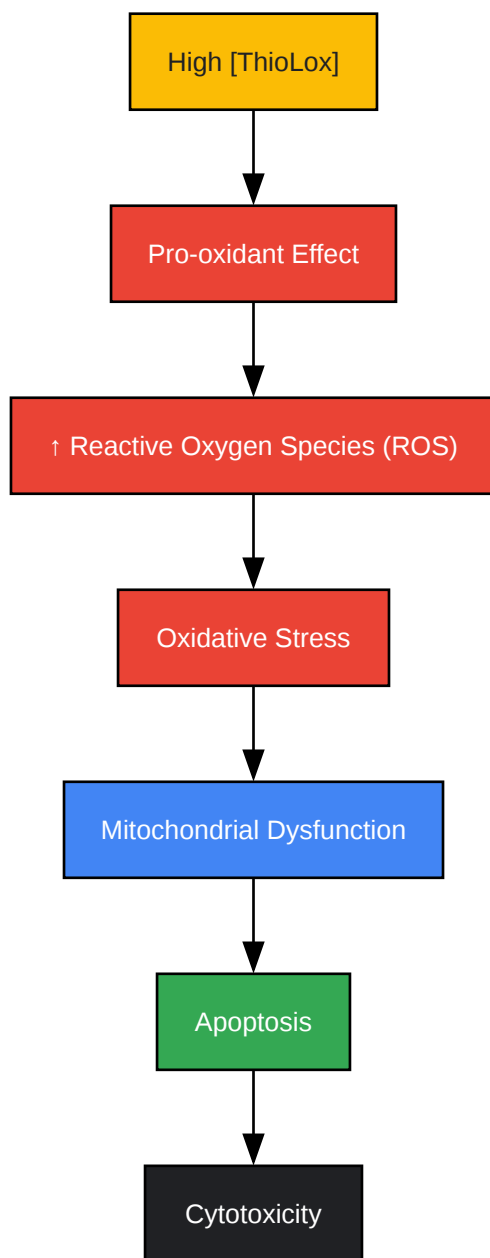 High [ThioLox]
Pro-oxidant Effect
↑ Reactive Oxygen Species (ROS)
Oxidative Stress
Mitochondrial Dysfunction
Apoptosis
Cytotoxicity